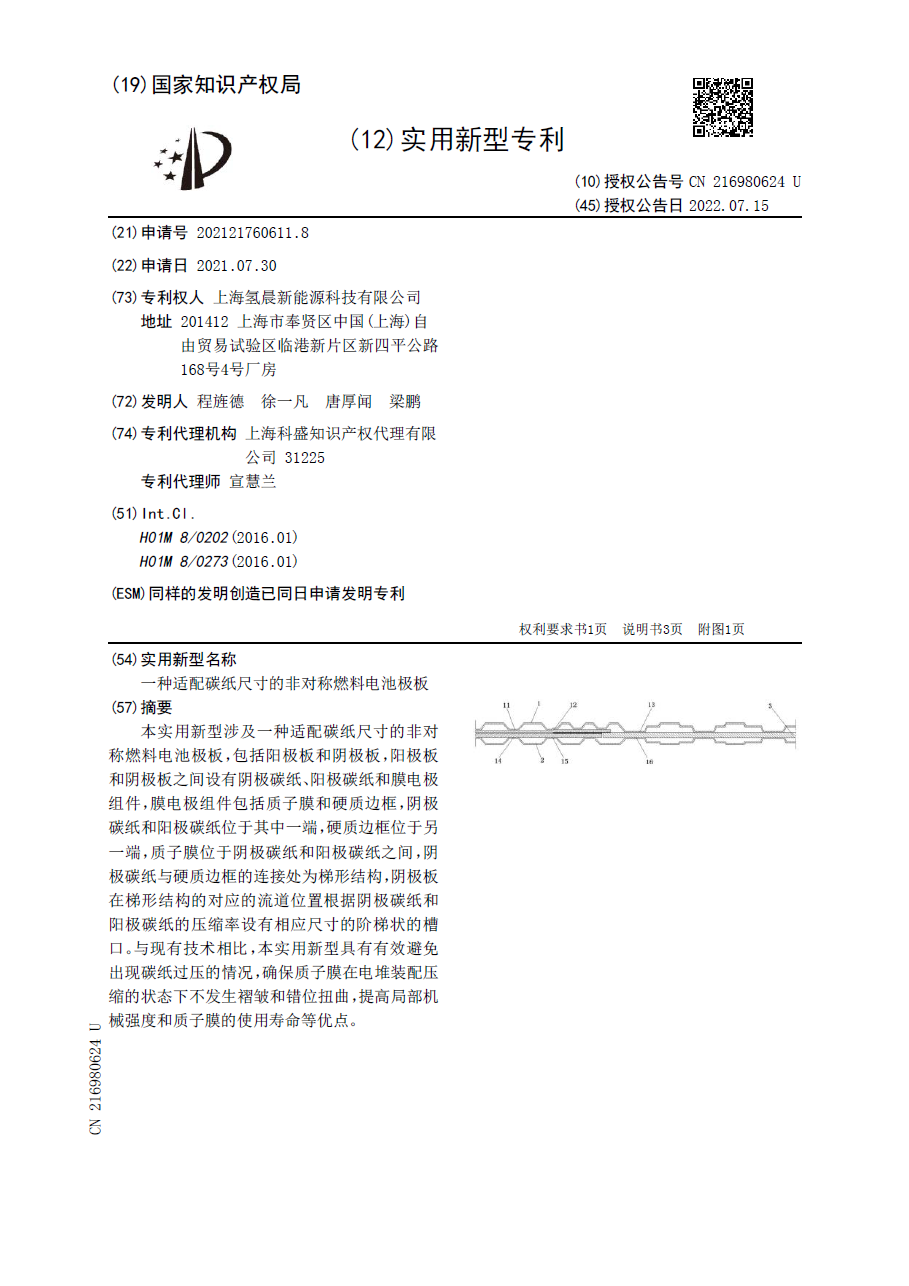 (19)国家知识产权局
(12)实用新型专利
(10)授权公告号 CN 216980624 U
(45)授权公告日 2022.07.15
(21)申请号 202121760611.8
(22)申请日 2021.07.30
(73)专利权人 上海氢晨新能源科技有限公司
地址 201412 上海市奉贤区中国(上海)自
由贸易试验区临港新片区新四平公路
168号4号厂房
(72)发明人 程旌德 徐一凡 唐厚闻 梁鹏
(74)专利代理机构 上海科盛知识产权代理有限
公司 31225
专利代理师 宣慧兰
(51)Int.Cl.
H01M 8/0202(2016.01)
H01M 8/0273(2016.01)
(ESM)同样的发明创造已同日申请发明专利
权利要求书1页 说明书3页 附图1页
(54)实用新型名称
一种适配碳纸尺寸的非对称燃料电池极板
(57)摘要
本实用新型涉及一种适配碳纸尺寸的非对
称燃料电池极板,包括阳极板和阴极板,阳极板
和阴极板之间设有阴极碳纸、阳极碳纸和膜电极
组件,膜电极组件包括质子膜和硬质边框,阴极
碳纸和阳极碳纸位于其中一端,硬质边框位于另
一端,质子膜位于阴极碳纸和阳极碳纸之间,阴
极碳纸与硬质边框的连接处为梯形结构,阴极板
在梯形结构的对应的流道位置根据阴极碳纸和
阳极碳纸的压缩率设有相应尺寸的阶梯状的槽
口。与现有技术相比,本实用新型具有有效避免
出现碳纸过压的情况,确保质子膜在电堆装配压
缩的状态下不发生褶皱和错位扭曲,提高局部机
械强度和质子膜的使用寿命等优点。
11 1 12 13 3
14 2 15 16
CN 216980624 U